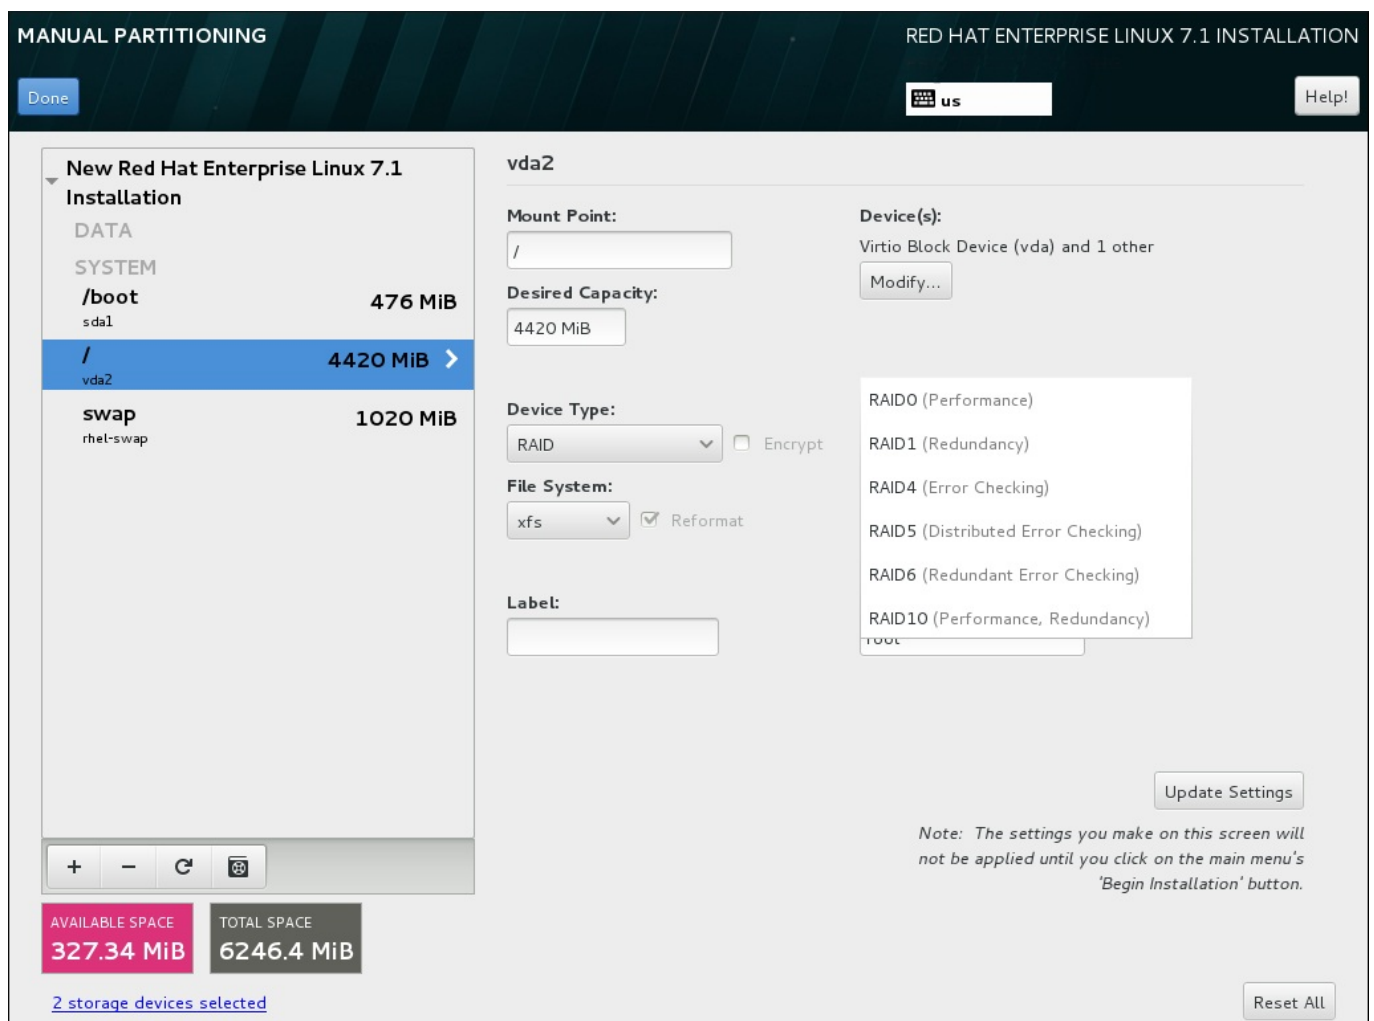 MANUAL PARTITIONING
RED HAT ENTERPRISE LINUX 7.1 INSTALLATION
Done
us
Help!
New Red Hat Enterprise Linux 7.1
Installation
DATA
SYSTEM
/boot 476 MiB
sda1
/ 4420 MiB
vda2
swap 1020 MiB
rhel-swap
vda2
Mount Point:
/
Desired Capacity:
4420 MiB
Device(s):
Virtio Block Device (vda) and 1 other
Modify...
Device Type:
RAID
Encrypt
File System:
xfs
Reformat
Label:
RAID0 (Performance)
RAID1 (Redundancy)
RAID4 (Error Checking)
RAID5 (Distributed Error Checking)
RAID6 (Redundant Error Checking)
RAID10 (Performance, Redundancy)
root
Update Settings
Note: The settings you make on this screen will
not be applied until you click on the main menu's
'Begin Installation' button.
+ −
AVAILABLE SPACE
327.34 MiB
TOTAL SPACE
6246.4 MiB
2 storage devices selected
Reset All